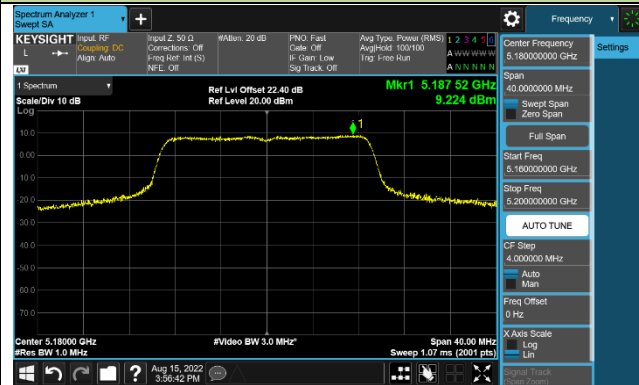 Spectrum Analyzer 1
Swept SA
Frequency
KEYSIGHT
L
Input: RF
Coupling: DC
Align: Auto
Input Z: 50 Ω
Corrections: Off
Freq Ref: Int (S)
NFE: Off
#Atten: 20 dB
PNO: Fast
Gate: Off
IF Gain: Low
Sig Track: Off
Avg Type: Power (RMS)
Avg|Hold: 100/100
Trig: Free Run
1 2 3 4 5 6
A W W W W W
A N N N N N
1 Spectrum
Scale/Div 10 dB
Log
Ref Lvl Offset 22.40 dB
Ref Level 20.00 dBm
Mkr1 5.187 52 GHz
9.224 dBm
1
10.0
0.00
-10.0
-20.0
-30.0
-40.0
-50.0
-60.0
-70.0
Center 5.18000 GHz
#Res BW 1.0 MHz
#Video BW 3.0 MHz*
Span 40.00 MHz
Sweep 1.07 ms (2001 pts)
Aug 15, 2022
3:56:42 PM
Settings
Center Frequency
5.180000000 GHz
Span
40.0000000 MHz
Swept Span
Zero Span
Full Span
Start Freq
5.160000000 GHz
Stop Freq
5.200000000 GHz
AUTO TUNE
CF Step
4.000000 MHz
Auto
Man
Freq Offset
0 Hz
X Axis Scale
Log
Lin
Signal Track
(Span Zoom)